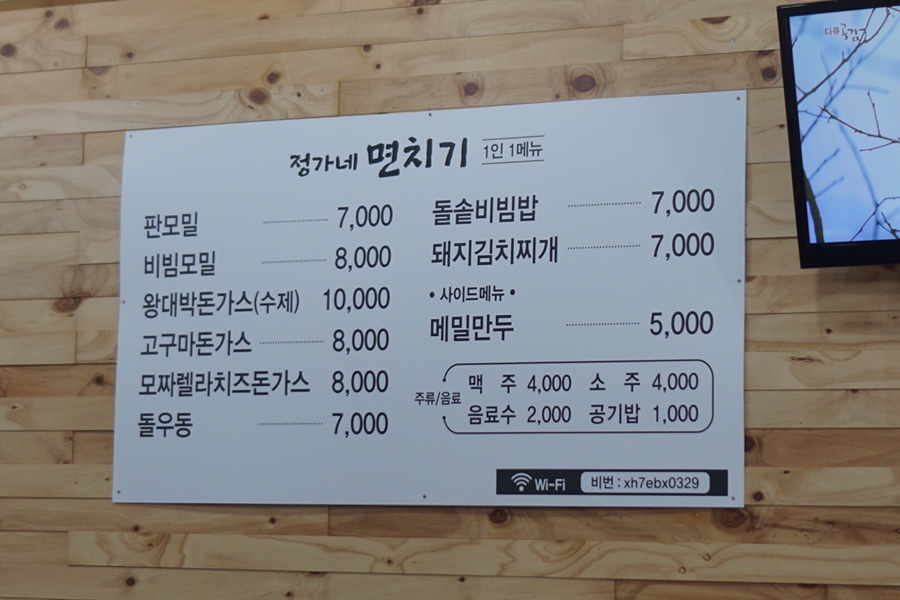 정가네 면치기 1인 1메뉴
판모밀 7,000
비빔모밀 8,000
왕대박돈가스(수제) 10,000
고구마돈가스 8,000
모짜렐라치즈돈가스 8,000
돌우동 7,000
돌솥비빔밥 7,000
돼지김치찌개 7,000
• 사이드메뉴 •
메밀만두 5,000
주류/음료
맥 주 4,000 소 주 4,000
음료수 2,000 공기밥 1,000
Wi-Fi 비번 : xh7ebx0329
다큐 공감